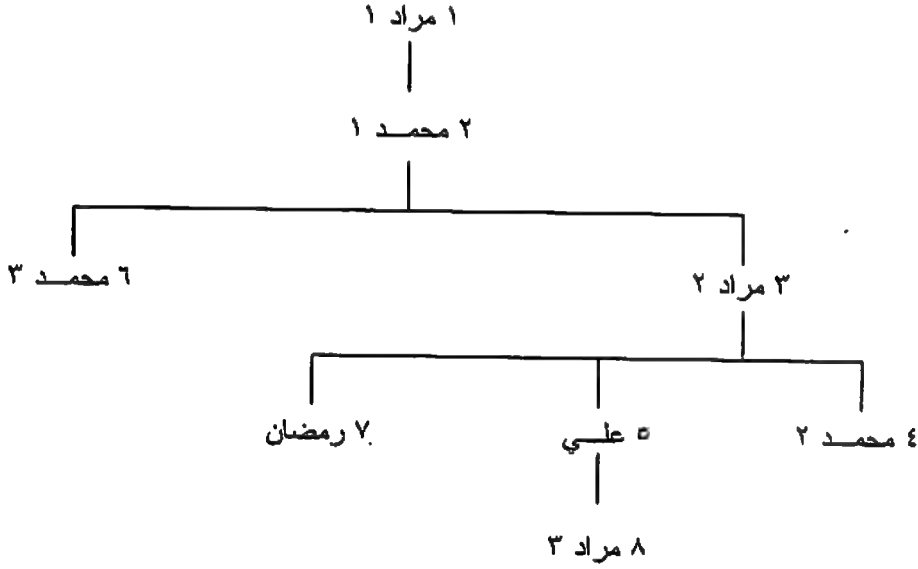 ١ مراد ١
٢ محمد ١
٣ مراد ٢
٦ محمد ٣
٤ محمد ٢
٥ علي
٧ رمضان
٨ مراد ٣